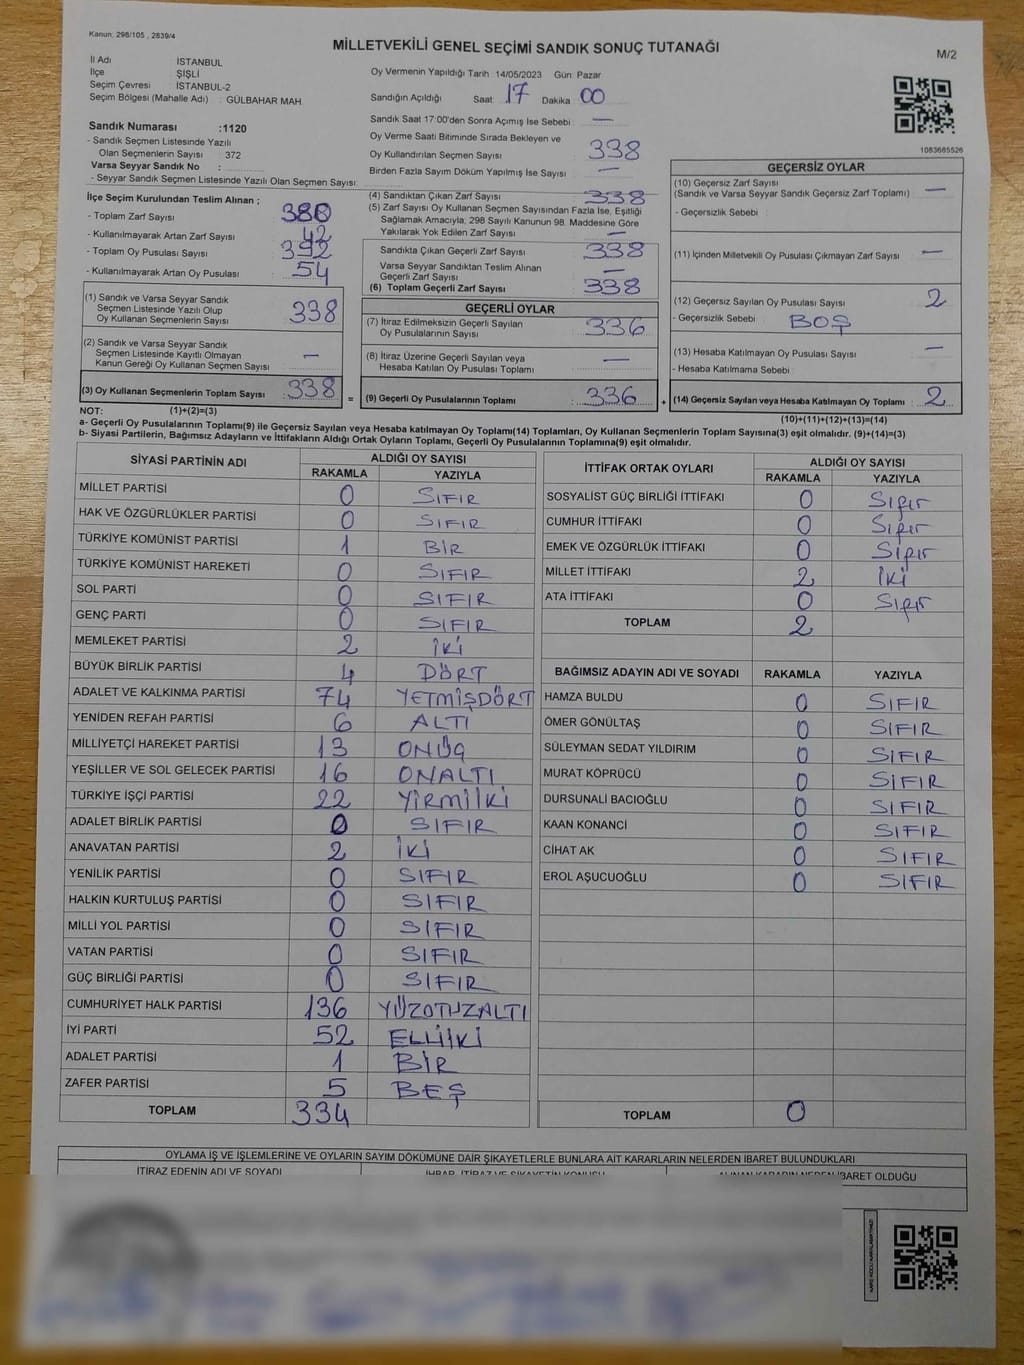 Kanun: 298/105 , 2839/4
MİLLETVEKİLİ GENEL SEÇİMİ SANDIK SONUÇ TUTANAĞI
M/2
İl Adı : İSTANBUL
İlçe : ŞİŞLİ
Seçim Çevresi : İSTANBUL-2
Seçim Bölgesi (Mahalle Adı) : GÜLBAHAR MAH.
Sandık Numarası :1120
- Sandık Seçmen Listesinde Yazılı
Olan Seçmenlerin Sayısı : 372
Varsa Seyyar Sandık No :
- Seyyar Sandık Seçmen Listesinde Yazılı Olan Seçmen Sayısı:
İlçe Seçim Kurulundan Teslim Alınan ;
- Toplam Zarf Sayısı : 380
- Kullanılmayarak Artan Zarf Sayısı : 42
- Toplam Oy Pusulası Sayısı : 392
- Kullanılmayarak Artan Oy Pusulası : 54
(1) Sandık ve Varsa Seyyar Sandık
Seçmen Listesinde Yazılı Olup
Oy Kullanan Seçmenlerin Sayısı : 338
(2) Sandık ve Varsa Seyyar Sandık
Seçmen Listesinde Kayıtlı Olmayan
Kanun Gereği Oy Kullanan Seçmen Sayısı : —
(3) Oy Kullanan Seçmenlerin Toplam Sayısı : 338 =
Oy Vermenin Yapıldığı Tarih 14/05/2023 Gün: Pazar
Sandığın Açıldığı Saat 17 Dakika 00
Sandık Saat 17:00'den Sonra Açımış İse Sebebi : —
Oy Verme Saati Bitiminde Sırada Bekleyen ve
Oy Kullandırılan Seçmen Sayısı : 338
Birden Fazla Sayım Döküm Yapılmış İse Sayısı : —
(4) Sandıktan Çıkan Zarf Sayısı : 338
(5) Zarf Sayısı Oy Kullanan Seçmen Sayısından Fazla İse, Eşitliği
Sağlamak Amacıyla; 298 Sayılı Kanunun 98. Maddesine Göre
Yakılarak Yok Edilen Zarf Sayısı : —
Sandıkta Çıkan Geçerli Zarf Sayısı : 338
Varsa Seyyar Sandıktan Teslim Alınan
Geçerli Zarf Sayısı : —
(6) Toplam Geçerli Zarf Sayısı : 338
GEÇERLİ OYLAR
(7) İtiraz Edilmeksizin Geçerli Sayılan
Oy Pusulalarının Sayısı : 336
(8) İtiraz Üzerine Geçerli Sayılan veya
Hesaba Katılan Oy Pusulası Toplamı : —
(9) Geçerli Oy Pusulalarının Toplamı : 336 +
1083685526
GEÇERSİZ OYLAR
(10) Geçersiz Zarf Sayısı
(Sandık ve Varsa Seyyar Sandık Geçersiz Zarf Toplamı) : —
- Geçersizlik Sebebi :
(11) İçinden Milletvekili Oy Pusulası Çıkmayan Zarf Sayısı : —
(12) Geçersiz Sayılan Oy Pusulası Sayısı : 2
- Geçersizlik Sebebi : BOŞ
(13) Hesaba Katılmayan Oy Pusulası Sayısı : —
- Hesaba Katılmama Sebebi :
(14) Geçersiz Sayılan veya Hesaba Katılmayan Oy Toplamı : 2
NOT: (1)+(2)=(3) (10)+(11)+(12)+(13)=(14)
a- Geçerli Oy Pusulaları Toplamı(9) ile Geçersiz Sayılan veya Hesaba katılmayan Oy Toplamı(14) Toplamları, Oy Kullanan Seçmenlerin Toplam Sayısına(3) eşit olmalıdır. (9)+(14)=(3)
b- Siyasi Partilerin, Bağımsız Adayların ve İttifakların Aldığı Ortak Oyların Toplamı, Geçerli Oy Pusulalarının Toplamına(9) eşit olmalıdır.
SİYASİ PARTİNİN ADI ALDIĞI OY SAYISI
RAKAMLA YAZIYLA
MİLLET PARTİSİ 0 SIFIR
HAK VE ÖZGÜRLÜKLER PARTİSİ 0 SIFIR
TÜRKİYE KOMÜNİST PARTİSİ 1 BİR
TÜRKİYE KOMÜNİST HAREKETİ 0 SIFIR
SOL PARTİ 0 SIFIR
GENÇ PARTİ 0 SIFIR
MEMLEKET PARTİSİ 2 İKİ
BÜYÜK BİRLİK PARTİSİ 4 DÖRT
ADALET VE KALKINMA PARTİSİ 74 YETMİŞDÖRT
YENİDEN REFAH PARTİSİ 6 ALTI
MİLLİYETÇİ HAREKET PARTİSİ 13 ONÜÇ
YEŞİLLER VE SOL GELECEK PARTİSİ 16 ONALTI
TÜRKİYE İŞÇİ PARTİSİ 22 YİRMİİKİ
ADALET BİRLİK PARTİSİ 0 SIFIR
ANAVATAN PARTİSİ 2 İKİ
YENİLİK PARTİSİ 0 SIFIR
HALKIN KURTULUŞ PARTİSİ 0 SIFIR
MİLLİ YOL PARTİSİ 0 SIFIR
VATAN PARTİSİ 0 SIFIR
GÜÇ BİRLİĞİ PARTİSİ 0 SIFIR
CUMHURİYET HALK PARTİSİ 136 YÜZOTUZALTI
İYİ PARTİ 52 ELLİİKİ
ADALET PARTİSİ 1 BİR
ZAFER PARTİSİ 5 BEŞ
TOPLAM 334
İTTİFAK ORTAK OYLARI ALDIĞI OY SAYISI
RAKAMLA YAZIYLA
SOSYALİST GÜÇ BİRLİĞİ İTTİFAKI 0 Sıfır
CUMHUR İTTİFAKI 0 Sıfır
EMEK VE ÖZGÜRLÜK İTTİFAKI 0 Sıfır
MİLLET İTTİFAKI 2 İki
ATA İTTİFAKI 0 Sıfır
TOPLAM 2
BAĞIMSIZ ADAYIN ADI VE SOYADI RAKAMLA YAZIYLA
HAMZA BULDU 0 SIFIR
ÖMER GÖNÜLTAŞ 0 SIFIR
SÜLEYMAN SEDAT YILDIRIM 0 SIFIR
MURAT KÖPRÜCÜ 0 SIFIR
DURSUNALİ BACIOĞLU 0 SIFIR
KAAN KONANCİ 0 SIFIR
CİHAT AK 0 SIFIR
EROL AŞUCUOĞLU 0 SIFIR
TOPLAM 0
OYLAMA İŞ VE İŞLEMLERİNE VE OYLARIN SAYIM DÖKÜMÜNE DAİR ŞİKAYETLERLE BUNLARA AİT KARARLARIN NELERDEN İBARET BULUNDUKLARI
İTİRAZ EDENİN ADI VE SOYADI İHBAR, İTİRAZ VE ŞİKAYETİN KONUSU ALINAN KARARIN NEDEN İBARET OLDUĞU